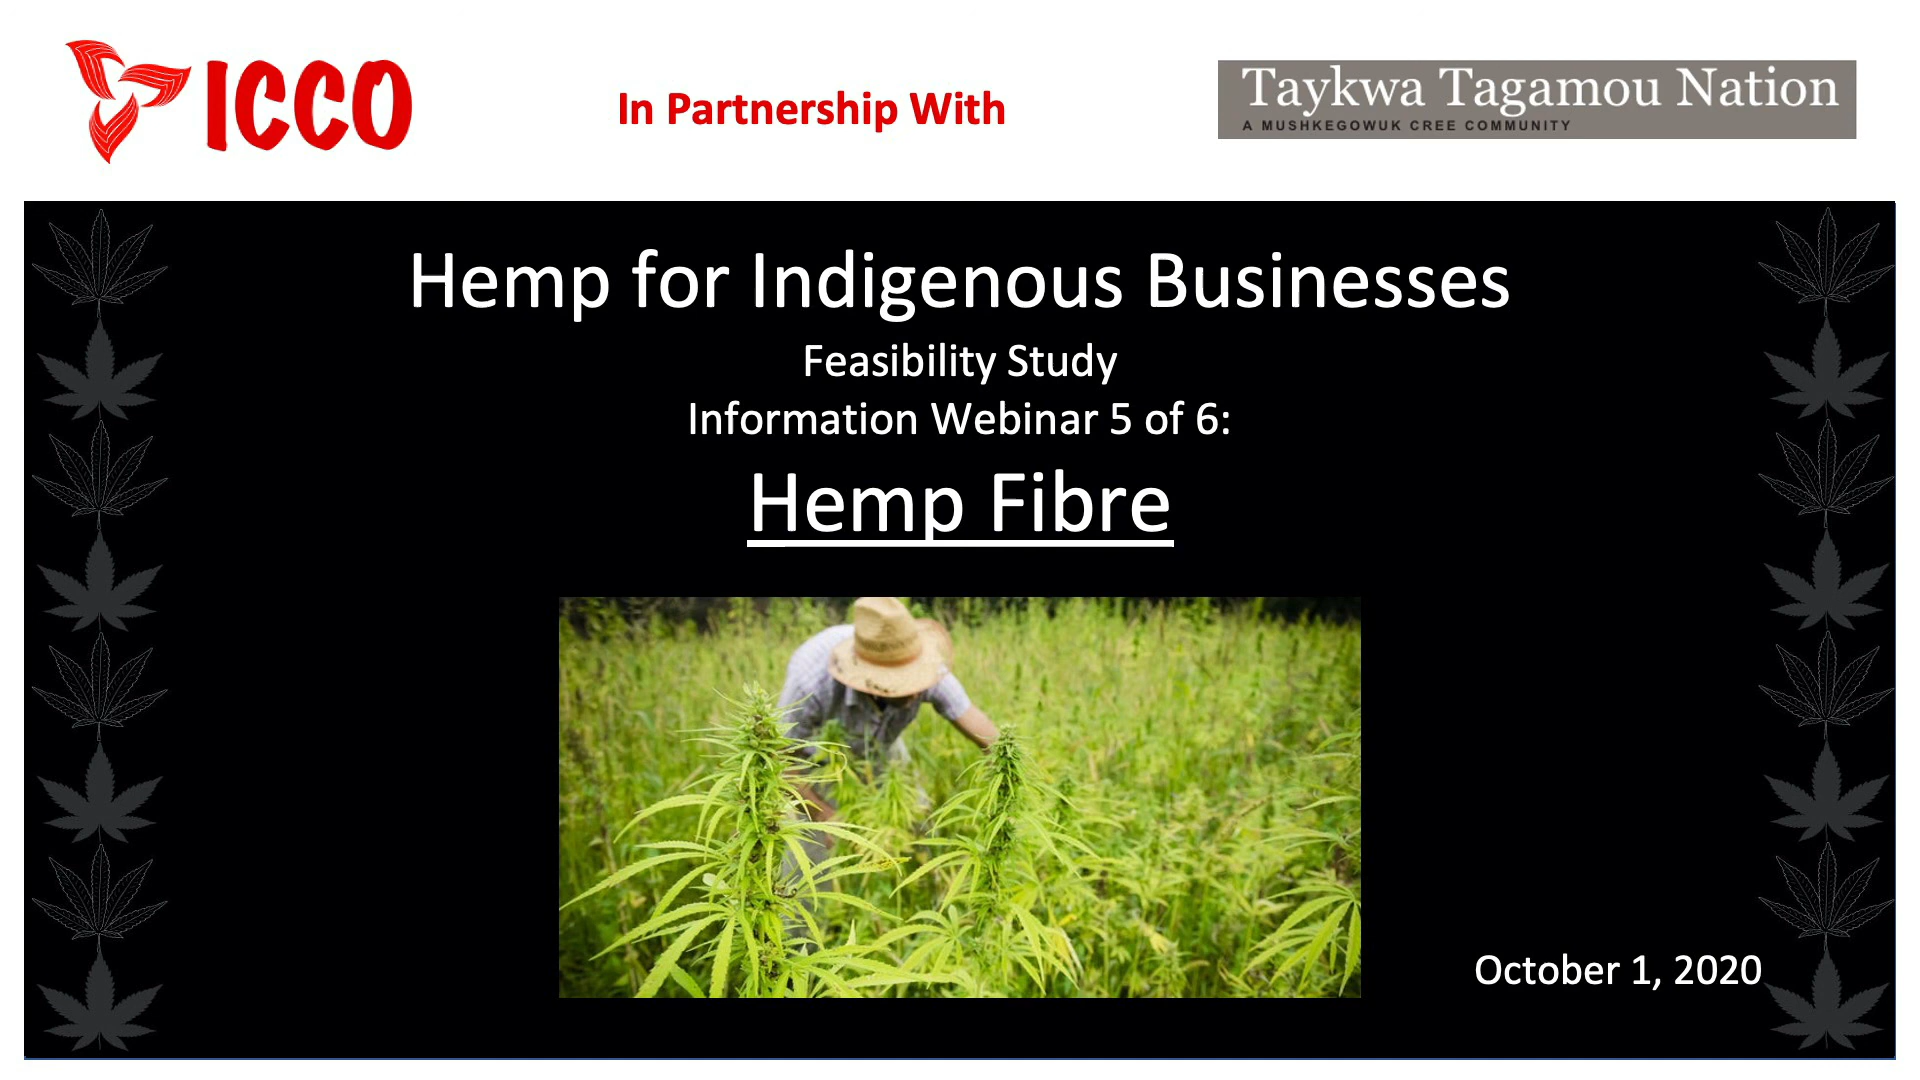 ICCO
In Partnership With
Taykwa Tagamou Nation
A MUSHKEGOWUK CREE COMMUNITY
Hemp for Indigenous Businesses
Feasibility Study
Information Webinar 5 of 6:
Hemp Fibre
October 1, 2020